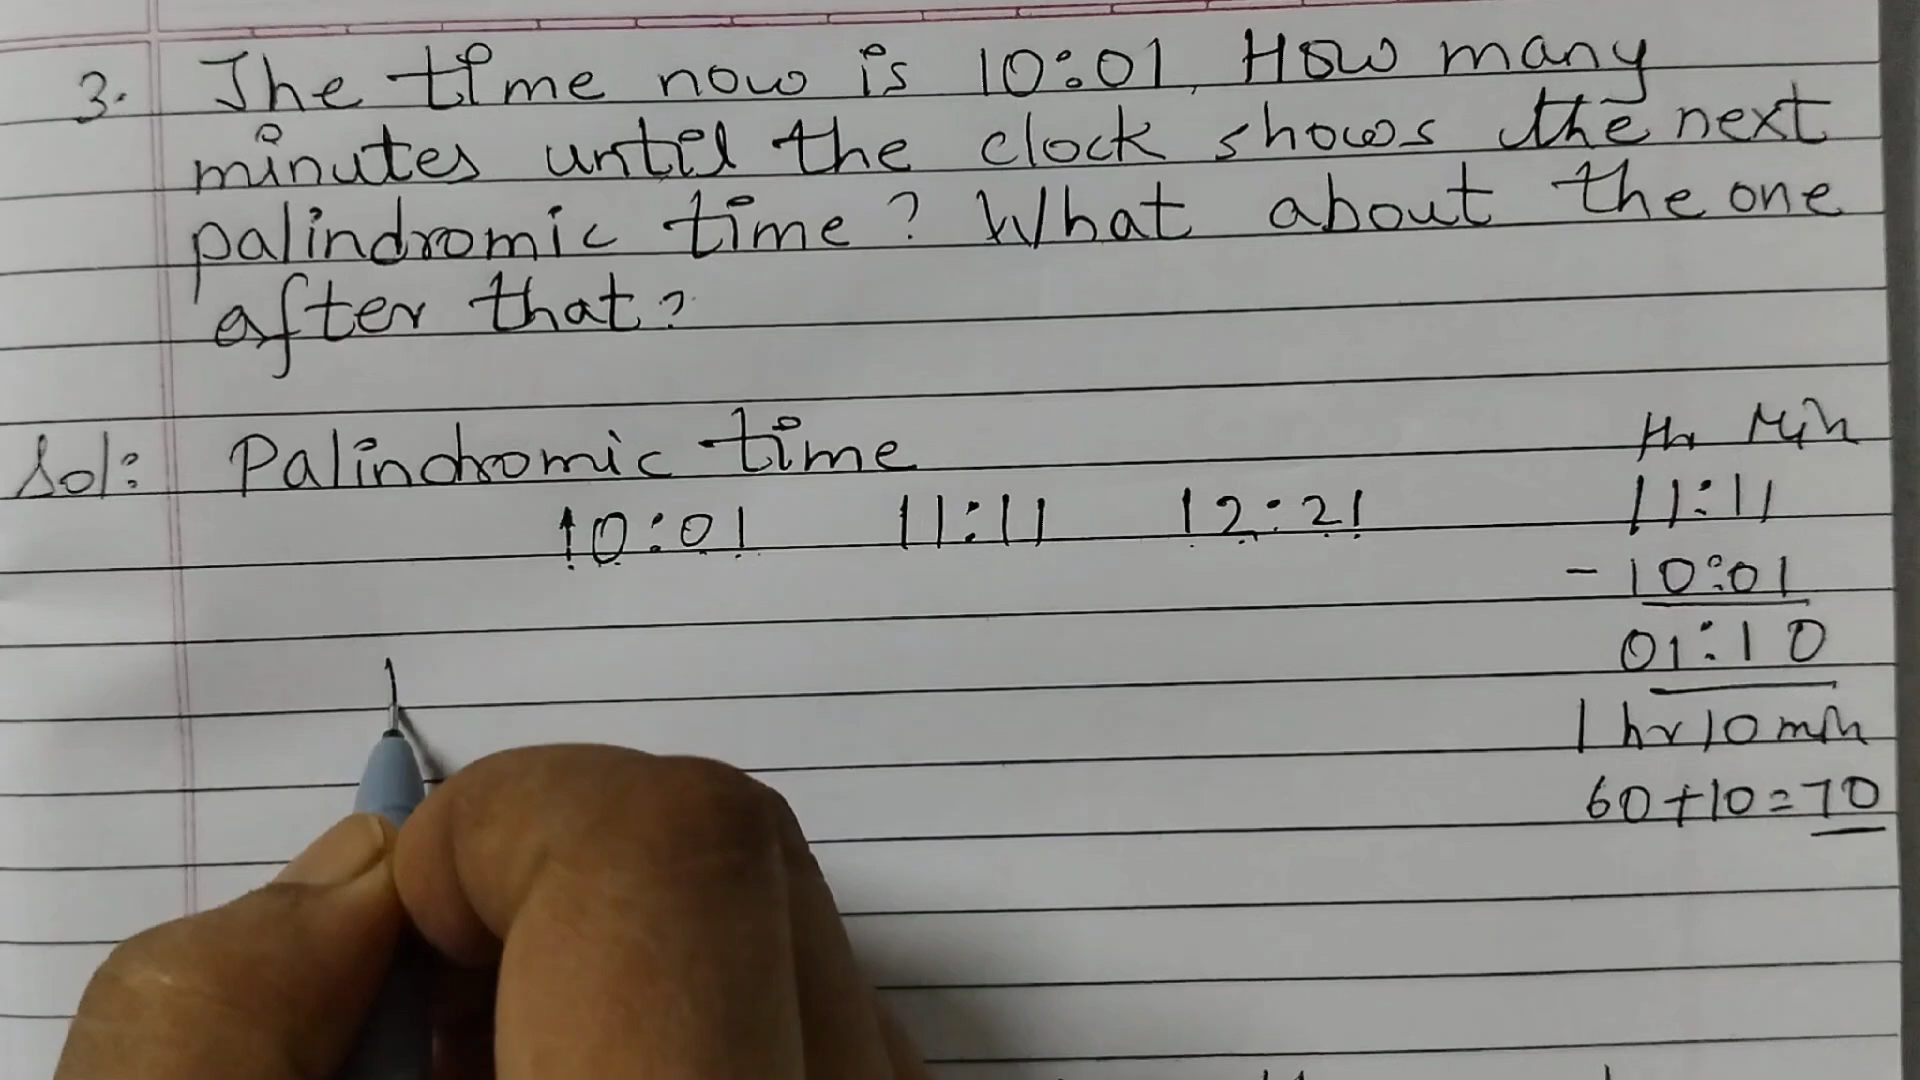 3. The time now is 10:01. How many
minutes until the clock shows the next
palindromic time? What about the one
after that?
Sol: Palindromic time
10:01 11:11 12:21
Hr Min
11:11
- 10:01
01:10
1 hr 10 min
60+10=70
1